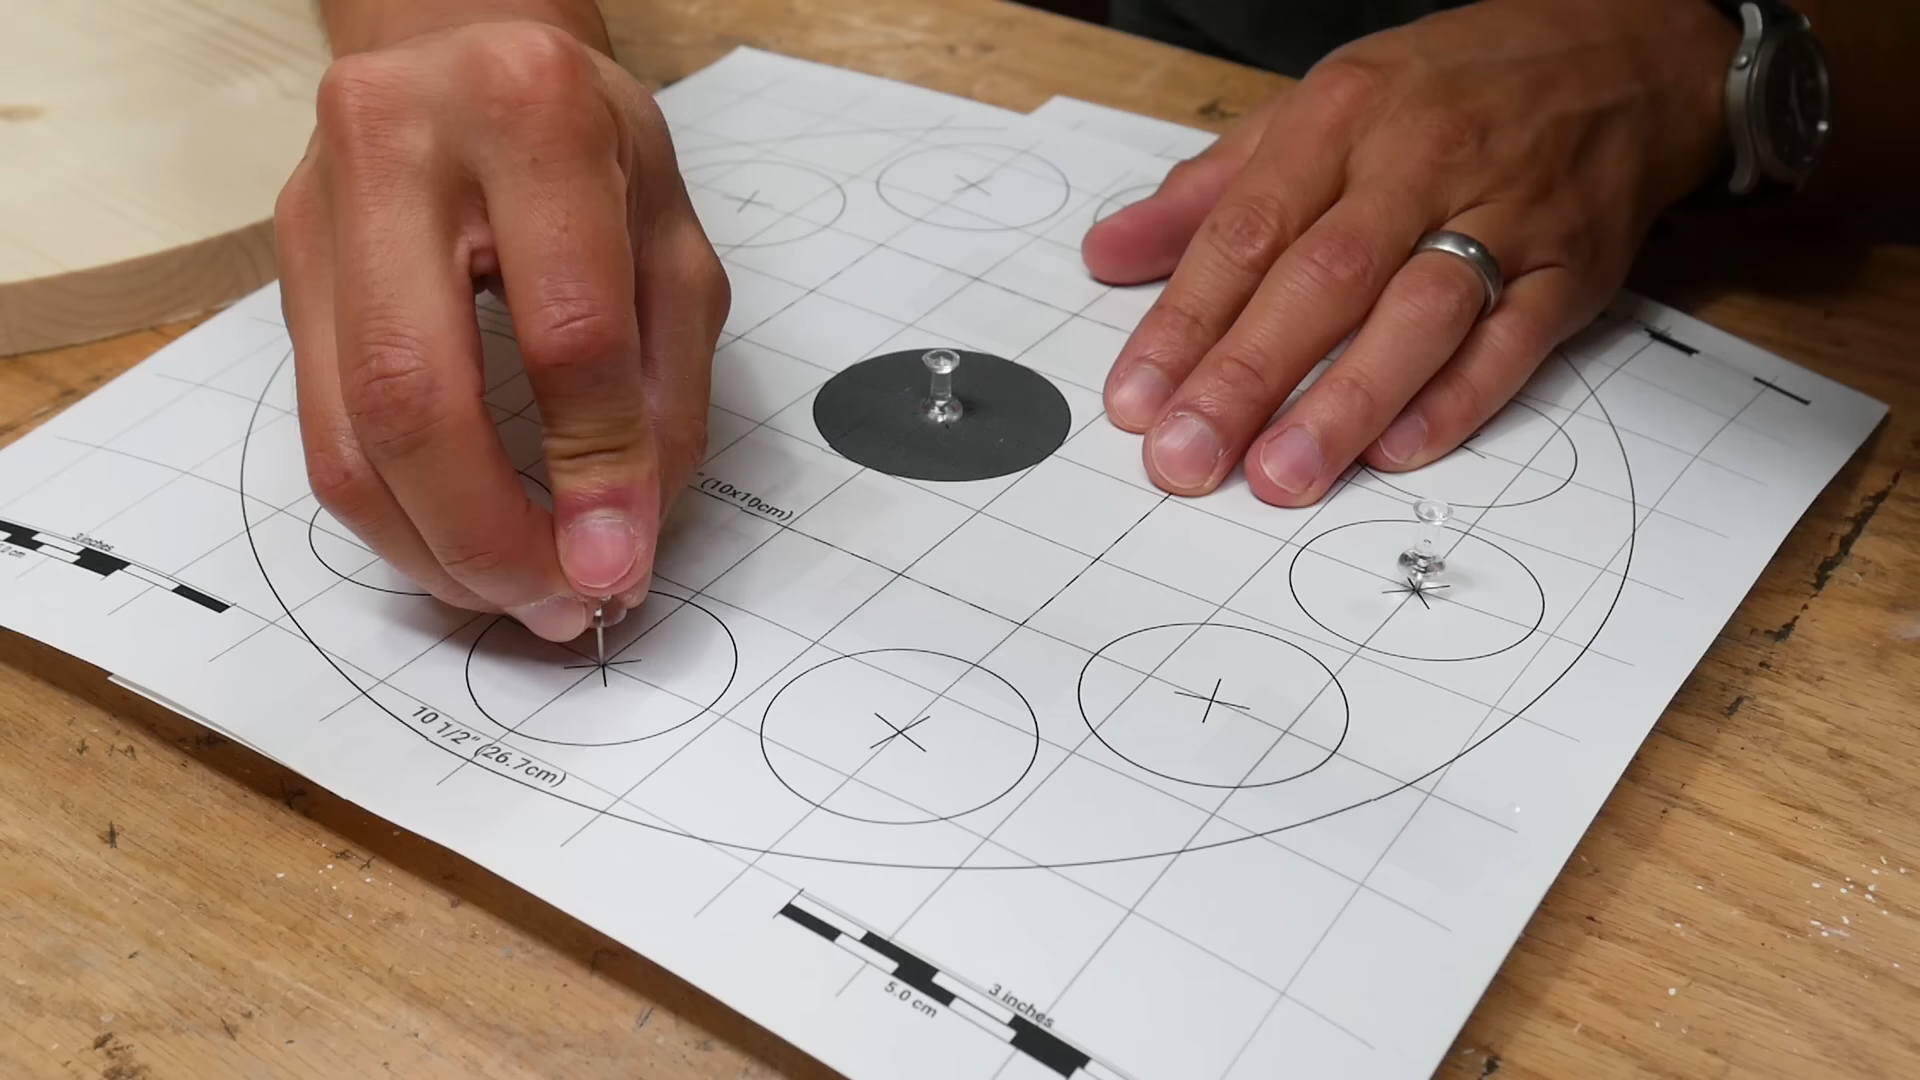 " (10x10cm)
3 inches
10 1/2" (26.7cm)
3 inches
5.0 cm